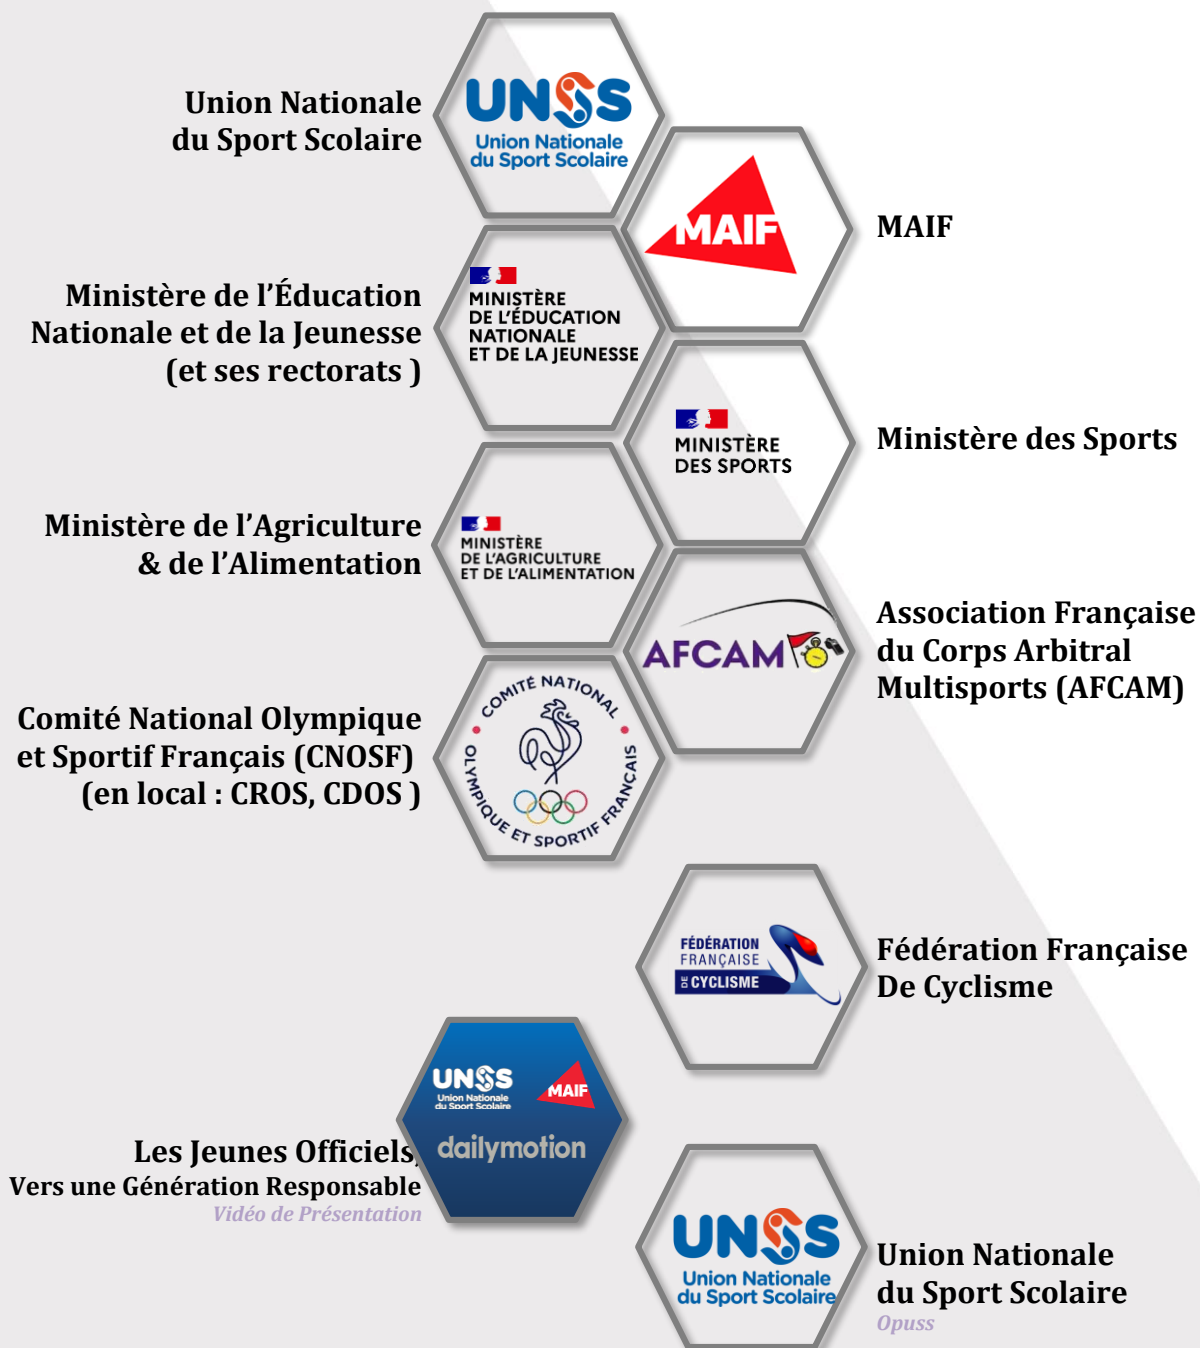 Union Nationale
du Sport Scolaire
UNSS
Union Nationale
du Sport Scolaire
MAIF
MAIF
Ministère de l’Éducation
Nationale et de la Jeunesse
(et ses rectorats )
MINISTÈRE
DE L'ÉDUCATION
NATIONALE
ET DE LA JEUNESSE
MINISTÈRE
DES SPORTS
Ministère des Sports
Ministère de l’Agriculture
& de l’Alimentation
MINISTÈRE
DE L'AGRICULTURE
ET DE L'ALIMENTATION
AFCAM
Association Française
du Corps Arbitral
Multisports (AFCAM)
Comité National Olympique
et Sportif Français (CNOSF)
(en local : CROS, CDOS )
COMITÉ NATIONAL
OLYMPIQUE ET SPORTIF FRANÇAIS
FÉDÉRATION
FRANÇAISE
DE CYCLISME
Fédération Française
De Cyclisme
Les Jeunes Officiels,
Vers une Génération Responsable
Vidéo de Présentation
UNSS
Union Nationale
du Sport Scolaire
MAIF
dailymotion
UNSS
Union Nationale
du Sport Scolaire
Union Nationale
du Sport Scolaire
Opuss